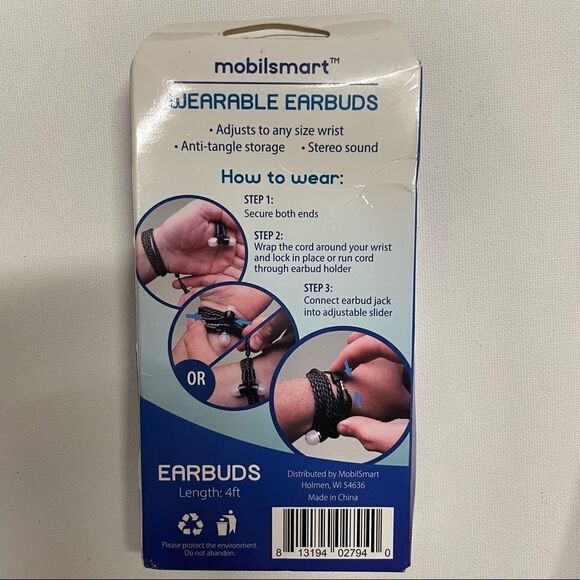 mobilsmart™
WEARABLE EARBUDS
• Adjusts to any size wrist
• Anti-tangle storage • Stereo sound
How to wear:
STEP 1:
Secure both ends
STEP 2:
Wrap the cord around your wrist
and lock in place or run cord
through earbud holder
STEP 3:
Connect earbud jack
into adjustable slider
OR
EARBUDS
Length: 4ft
Please protect the environment.
Do not abandon.
Distributed by MobilSmart
Holmen, WI 54636
Made in China
8 13194 02794 0